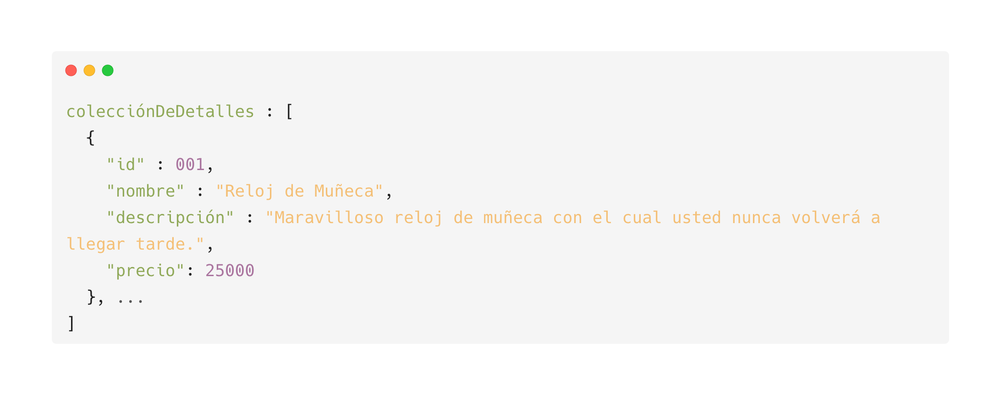 colecciónDeDetalles : [
  {
    "id" : 001,
    "nombre" : "Reloj de Muñeca",
    "descripción" : "Maravilloso reloj de muñeca con el cual usted nunca volverá a
llegar tarde.",
    "precio": 25000
  }, ...
]